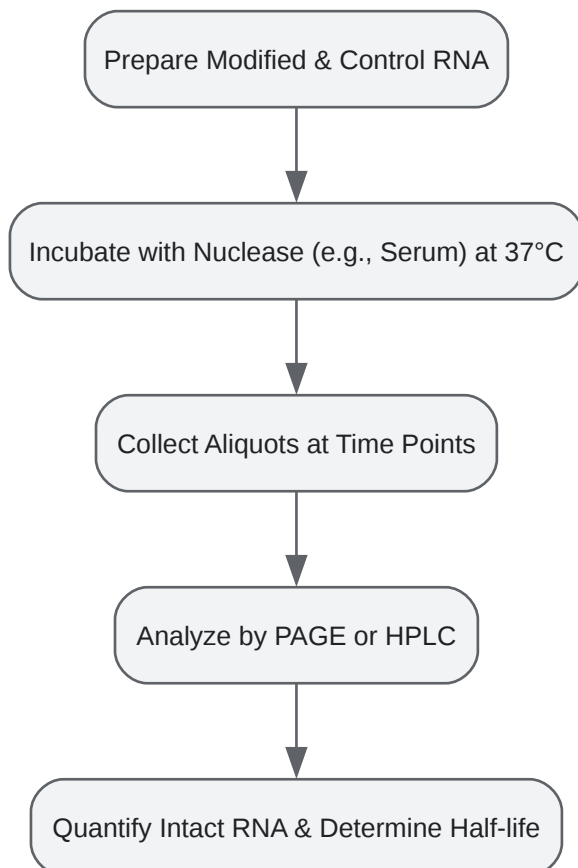 Prepare Modified & Control RNA
Incubate with Nuclease (e.g., Serum) at 37°C
Collect Aliquots at Time Points
Analyze by PAGE or HPLC
Quantify Intact RNA & Determine Half-life